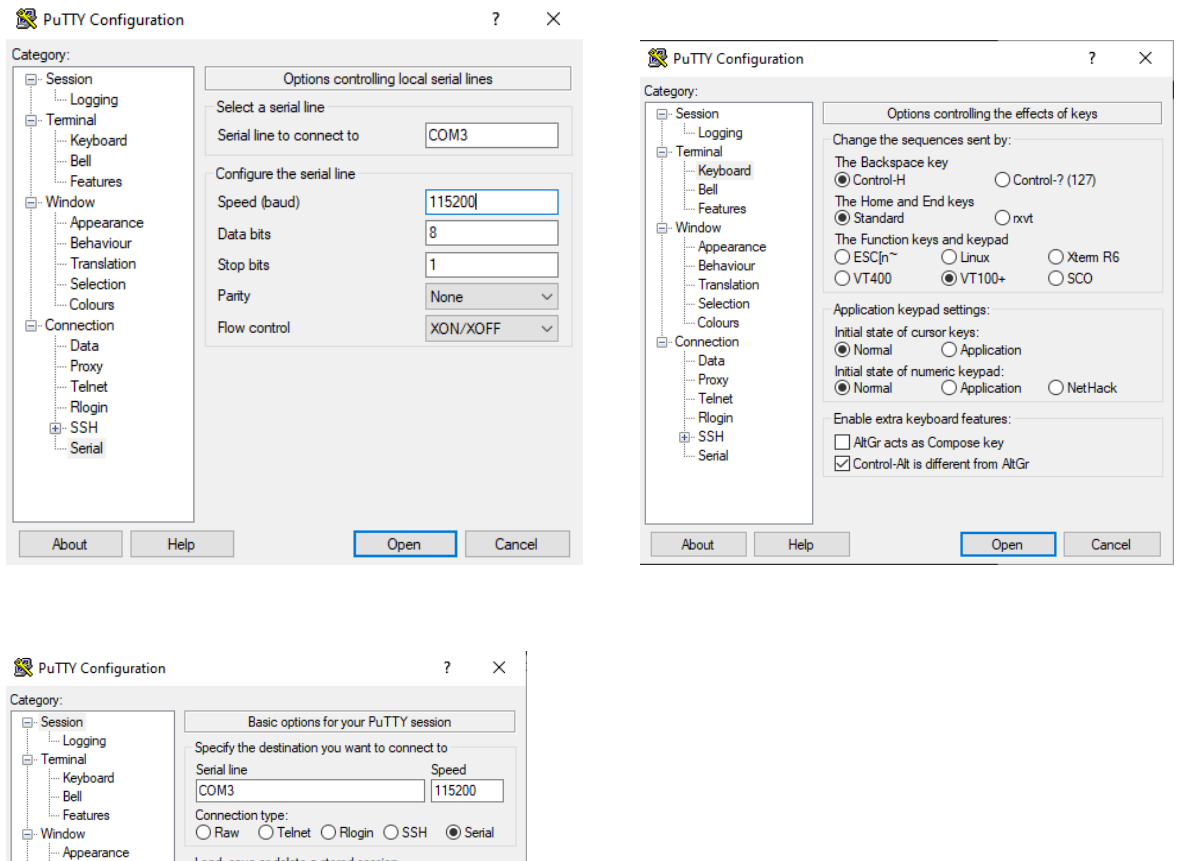 PuTTY Configuration ? ×
Category:
Session
Logging
Terminal
Keyboard
Bell
Features
Window
Appearance
Behaviour
Translation
Selection
Colours
Connection
Data
Proxy
Telnet
Rlogin
SSH
Serial
Options controlling local serial lines
Select a serial line
Serial line to connect to COM3
Configure the serial line
Speed (baud) 115200
Data bits 8
Stop bits 1
Parity None
Flow control XON/XOFF
About Help Open Cancel
PuTTY Configuration ? ×
Category:
Session
Logging
Terminal
Keyboard
Bell
Features
Window
Appearance
Behaviour
Translation
Selection
Colours
Connection
Data
Proxy
Telnet
Rlogin
SSH
Serial
Options controlling the effects of keys
Change the sequences sent by:
The Backspace key
Control-H Control-? (127)
The Home and End keys
Standard rxvt
The Function keys and keypad
ESC[n~ Linux Xterm R6
VT400 VT100+ SCO
Application keypad settings:
Initial state of cursor keys:
Normal Application
Initial state of numeric keypad:
Normal Application NetHack
Enable extra keyboard features:
AltGr acts as Compose key
Control-Alt is different from AltGr
About Help Open Cancel
PuTTY Configuration ? ×
Category:
Session
Logging
Terminal
Keyboard
Bell
Features
Window
Appearance
Basic options for your PuTTY session
Specify the destination you want to connect to
Serial line Speed
COM3 115200
Connection type:
Raw Telnet Rlogin SSH Serial
Load, save or delete a stored session